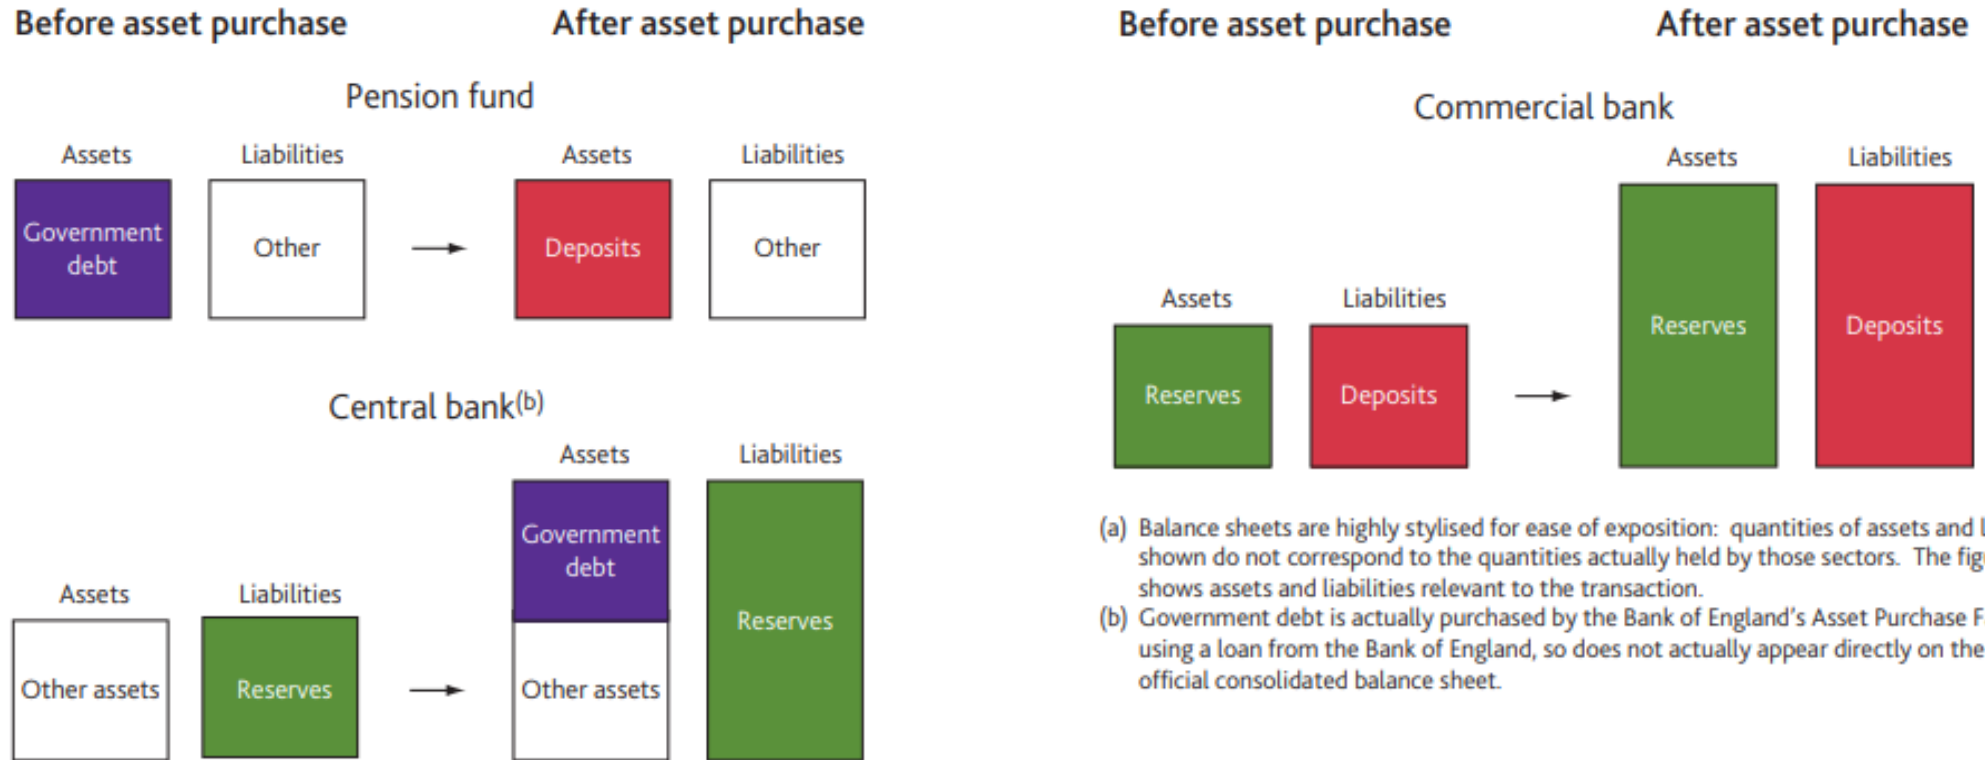 Before asset purchase After asset purchase
Pension fund
Assets Liabilities Assets Liabilities
Government
debt
Other
Deposits
Other
Central bank(b)
Assets Liabilities
Assets Liabilities
Other assets
Reserves
Government
debt
Other assets
Reserves
Before asset purchase After asset purchase
Commercial bank
Assets Liabilities
Assets Liabilities
Reserves
Deposits
Reserves
Deposits
(a) Balance sheets are highly stylised for ease of exposition: quantities of assets and
shown do not correspond to the quantities actually held by those sectors. The
shows assets and liabilities relevant to the transaction.
(b) Government debt is actually purchased by the Bank of England's Asset Purchase
using a loan from the Bank of England, so does not actually appear directly on the
official consolidated balance sheet.